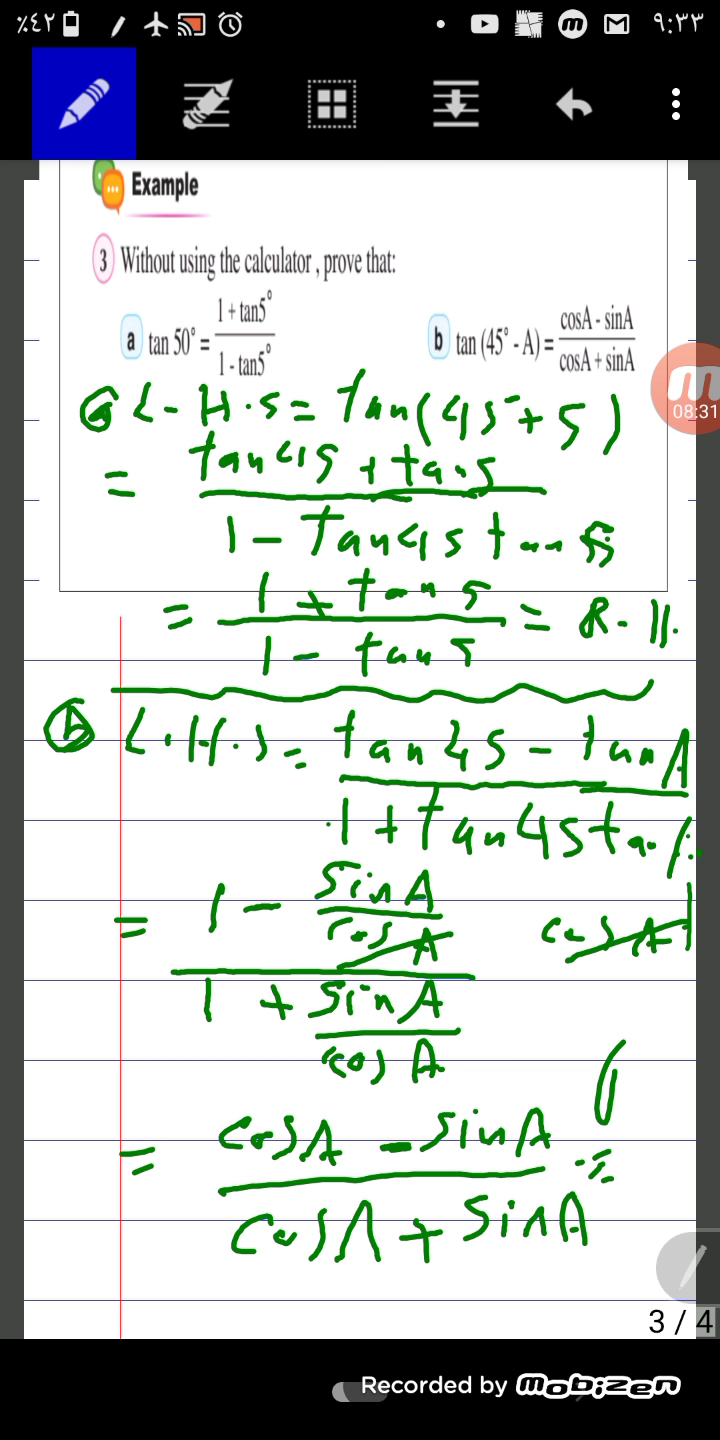 ٪٤٢ ٩:٣٣
Example
3 Without using the calculator , prove that:
a tan 50° = (1 + tan5°) / (1 - tan5°)
b tan (45° - A) = (cosA - sinA) / (cosA + sinA)
08:31
a L-H.S = tan(45° + 5)
= (tan45 + tan5) / (1 - tan45 tan5)
= (1 + tan5) / (1 - tan5) = R-H.
b L.H.S = (tan45 - tanA) / (1 + tan45 tan
= (1 - sinA / cosA) / (1 + sinA / cosA) cosA
= (cosA - sinA) / (cosA + sinA) =
3 / 4
Recorded by mobizen